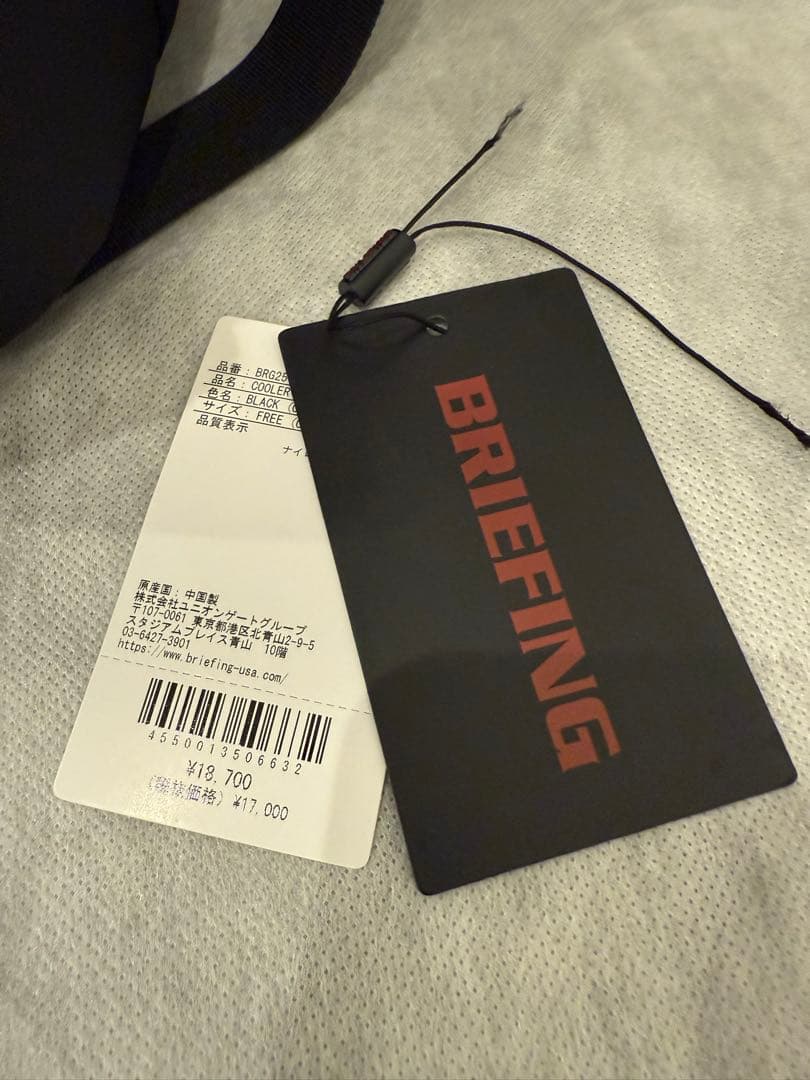 品番: BRG25
品名: COOLER
色名: BLACK
サイズ: FREE
品質表示
原産国: 中国製
株式会社ユニオンゲートグループ
〒107-0061 東京都港区北青山2-9-5
スタジアムプレイス青山 10階
03-6427-3901
https://www.briefing-usa.com/
4550013506632
¥18,700
(税抜価格) ¥17,000
BRIEFING